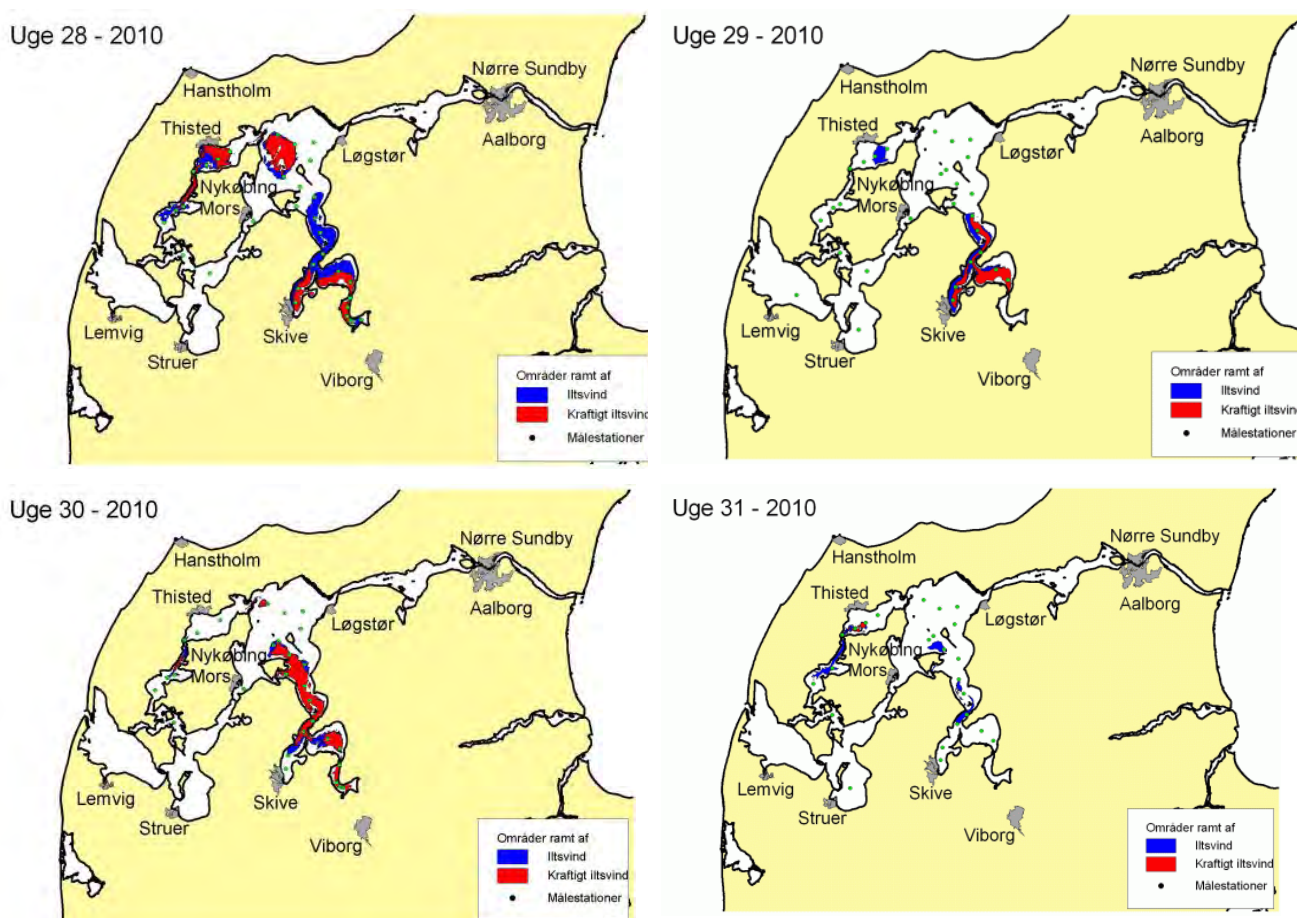 Uge 28 - 2010
Nørre Sundby
Hanstholm
Aalborg
Thisted
Løgstør
Nykøbing
Mors
Lemvig
Skive
Struer
Viborg
Områder ramt af
Iltsvind
Kraftigt iltsvind
Målestationer
Uge 29 - 2010
Nørre Sundby
Hanstholm
Aalborg
Thisted
Løgstør
Nykøbing
Mors
Lemvig
Skive
Struer
Viborg
Områder ramt af
Iltsvind
Kraftigt iltsvind
Målestationer
Uge 30 - 2010
Nørre Sundby
Hanstholm
Aalborg
Thisted
Løgstør
Nykøbing
Mors
Lemvig
Skive
Struer
Viborg
Områder ramt af
Iltsvind
Kraftigt iltsvind
Målestationer
Uge 31 - 2010
Nørre Sundby
Hanstholm
Aalborg
Thisted
Løgstør
Nykøbing
Mors
Lemvig
Skive
Struer
Viborg
Områder ramt af
Iltsvind
Kraftigt iltsvind
Målestationer